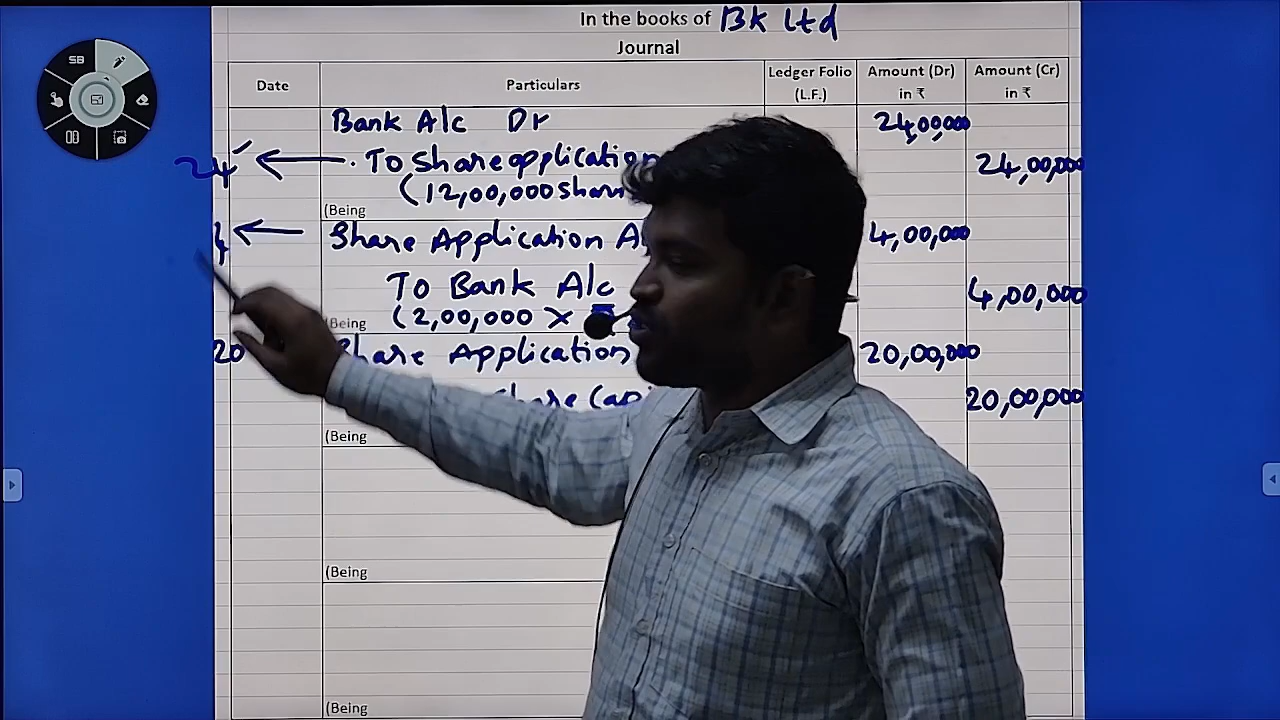 In the books of Bk Ltd
Journal
Date Particulars Ledger Folio (L.F.) Amount (Dr) in ₹ Amount (Cr) in ₹
Bank A/c Dr 24,00,000
24 To Share application 24,00,000
(12,00,000 shar
(Being
4 Share Application A 4,00,000
To Bank A/c 4,00,000
(Being (2,00,000 ×
20 Share Application 20,00,000
Share Capi 20,00,000
(Being
(Being
(Being